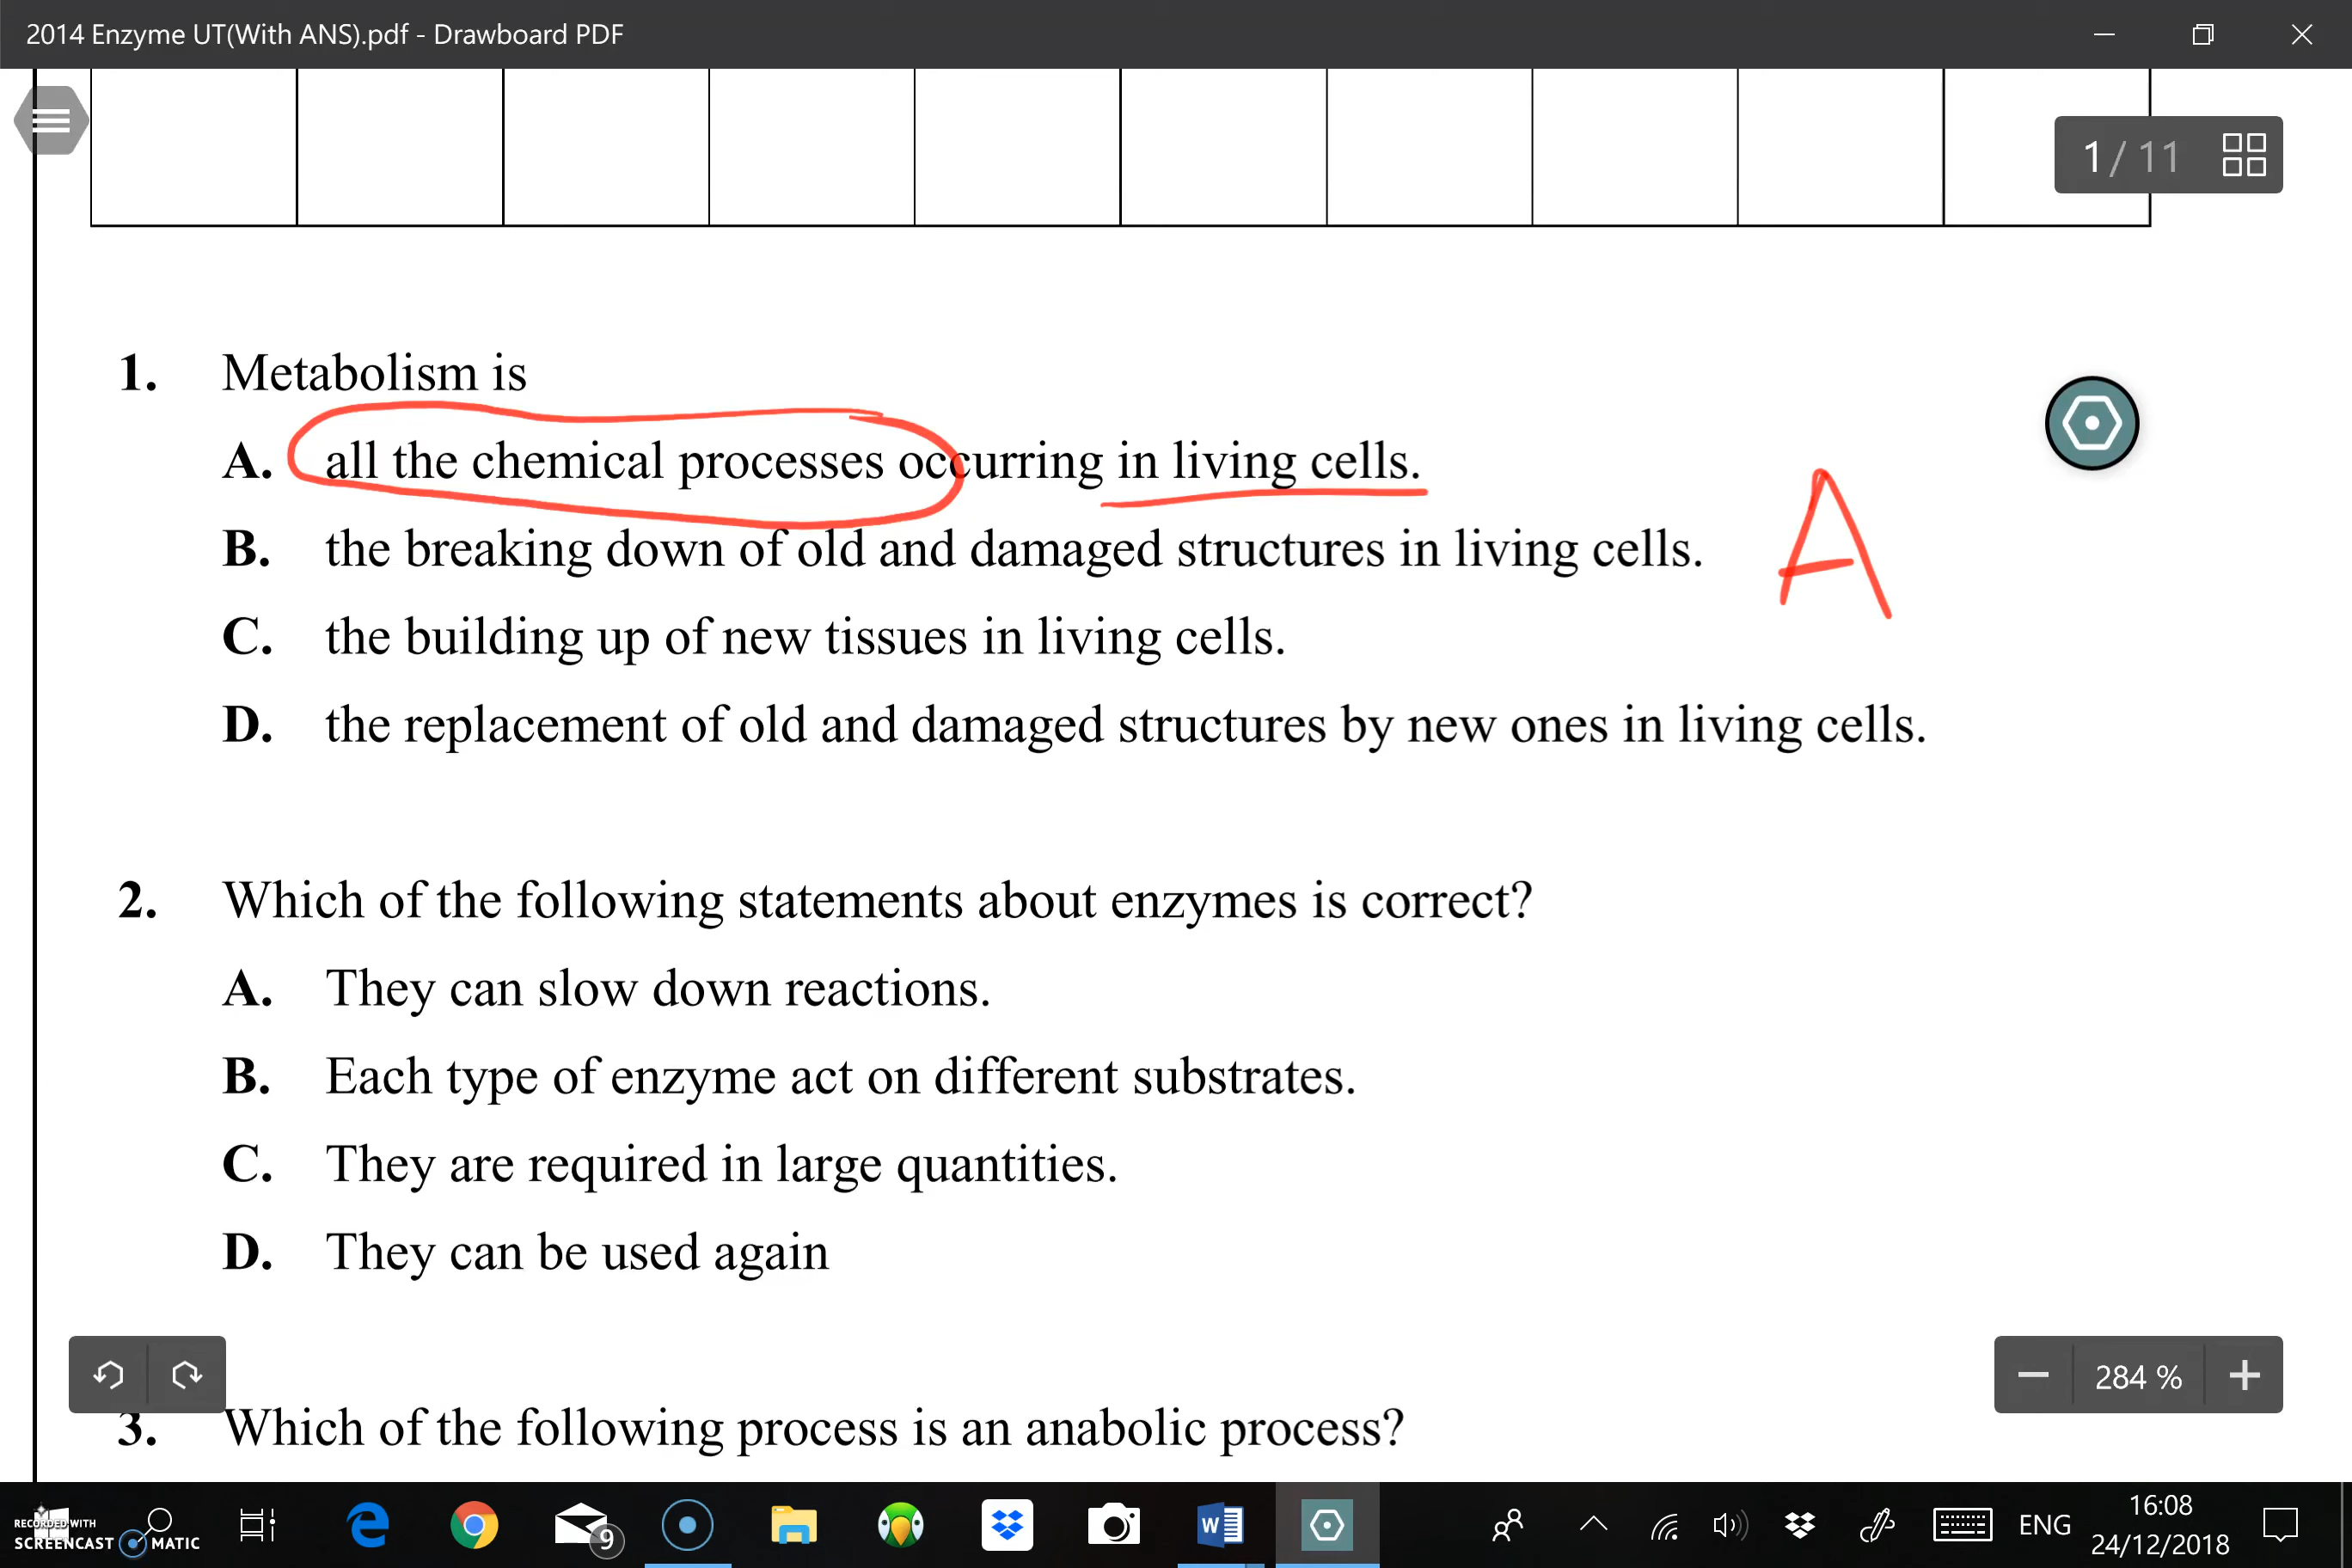 2014 Enzyme UT(With ANS).pdf - Drawboard PDF
1 / 11
1. Metabolism is
A. all the chemical processes occurring in living cells.
B. the breaking down of old and damaged structures in living cells.
A
C. the building up of new tissues in living cells.
D. the replacement of old and damaged structures by new ones in living cells.
2. Which of the following statements about enzymes is correct?
A. They can slow down reactions.
B. Each type of enzyme act on different substrates.
C. They are required in large quantities.
D. They can be used again
284 %
3. Which of the following process is an anabolic process?
RECORDED WITH
SCREENCAST MATIC
9
W
ENG
16:08
24/12/2018